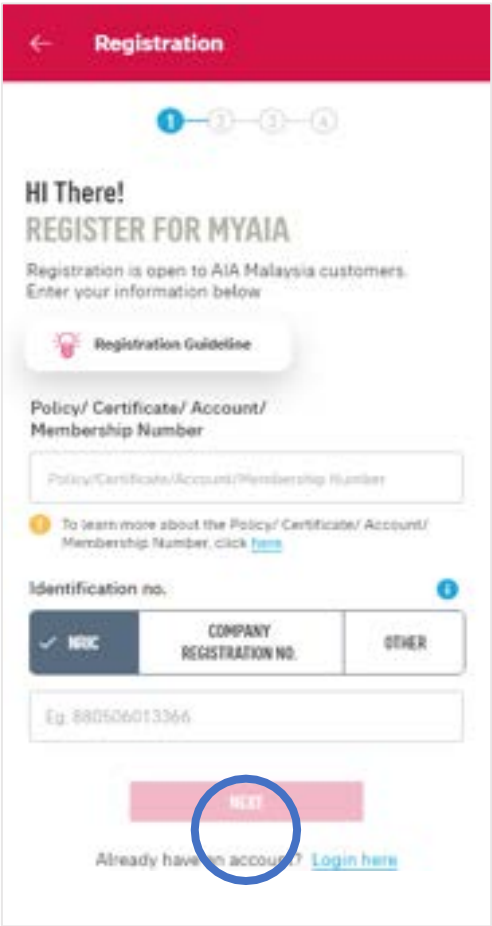 ← Registration
1 2 3 4
HI There!
REGISTER FOR MYAIA
Registration is open to AIA Malaysia customers.
Enter your information below
Registration Guideline
Policy/ Certificate/ Account/
Membership Number
Policy/Certificate/Account/Membership Number
To learn more about the Policy/ Certificate/ Account/
Membership Number, click here
Identification no.
NRIC
COMPANY
REGISTRATION NO.
OTHER
Eg. 880506013366
NEXT
Already have an account? Login here